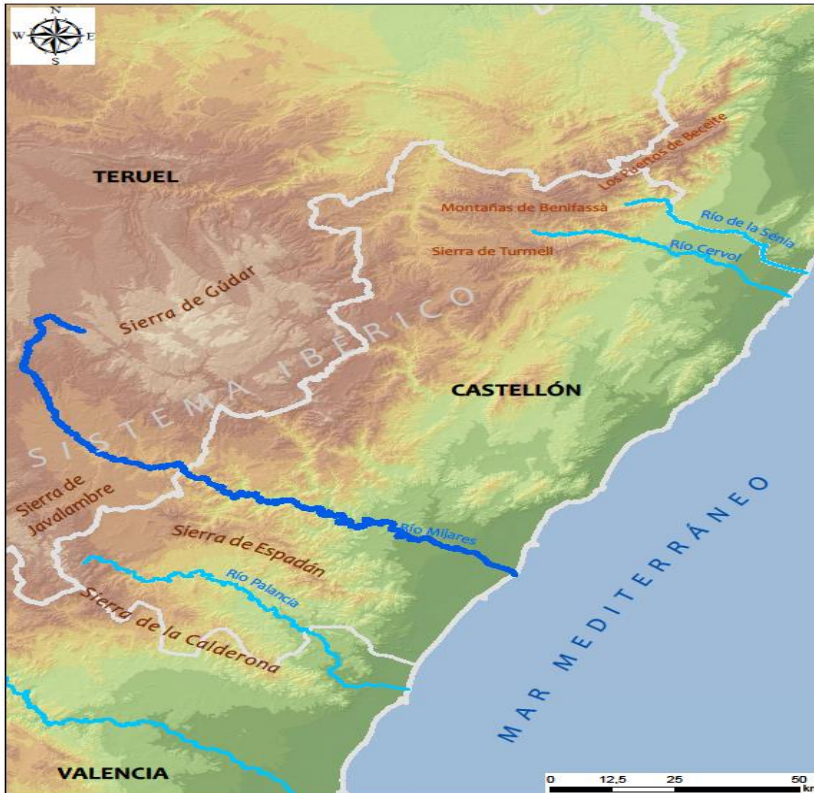 N
W E
S
TERUEL
Los Puertos de Beceite
Montañas de Benifassà
Río de la Sénia
Sierra de Turmell
Río Cervol
Sierra de Gúdar
SISTEMA IBÉRICO
CASTELLÓN
Sierra de Javalambre
Río Mijares
Sierra de Espadán
Río Palancia
Sierra de la Calderona
MAR MEDITERRÁNEO
VALENCIA
0 12,5 25 50
km